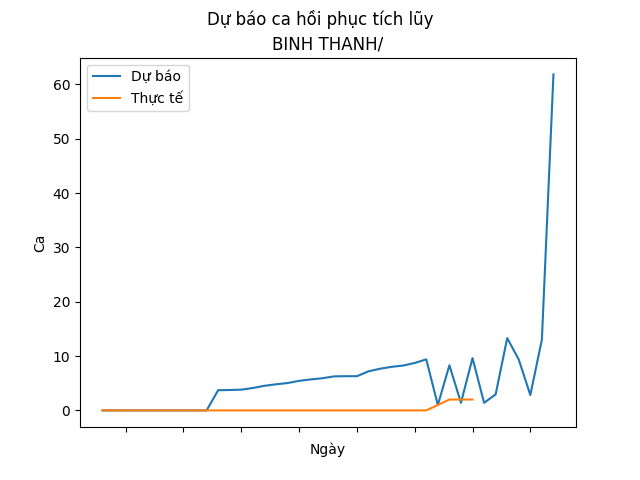 Dự báo ca hồi phục tích lũy
BINH THANH/
Dự báo
Thực tế
60
50
40
30
20
10
0
Ca
Ngày